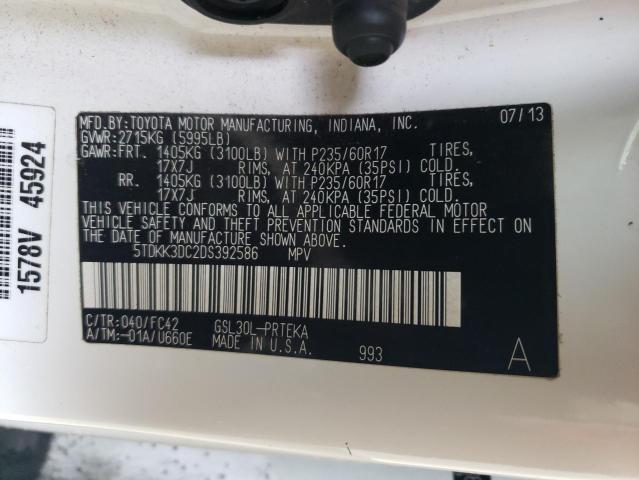 MFD.BY:TOYOTA MOTOR MANUFACTURING, INDIANA, INC. 07/13
GVWR:2715KG (5995LB)
GAWR:FRT. 1405KG (3100LB) WITH P235/60R17 TIRES,
17X7J RIMS, AT 240KPA (35PSI) COLD.
RR. 1405KG (3100LB) WITH P235/60R17 TIRES,
17X7J RIMS, AT 240KPA (35PSI) COLD.
THIS VEHICLE CONFORMS TO ALL APPLICABLE FEDERAL MOTOR
VEHICLE SAFETY AND THEFT PREVENTION STANDARDS IN EFFECT ON
THE DATE OF MANUFACTURE SHOWN ABOVE.
5TDKK3DC2DS392586 MPV
C/TR:040/FC42 GSL30L-PRTEKA
A/TM:-01A/U660E MADE IN U.S.A. 993 A
1578V 45924